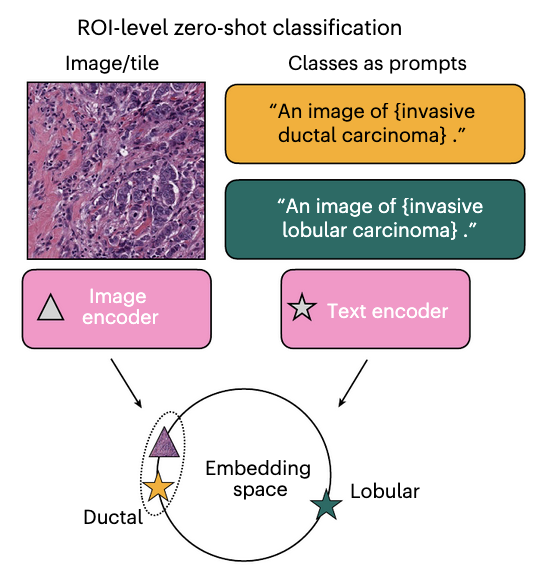 ROI-level zero-shot classification
Image/tile
Classes as prompts
“An image of {invasive
ductal carcinoma} .”
“An image of {invasive
lobular carcinoma} .”
Image
encoder
Text encoder
Embedding
space
Lobular
Ductal